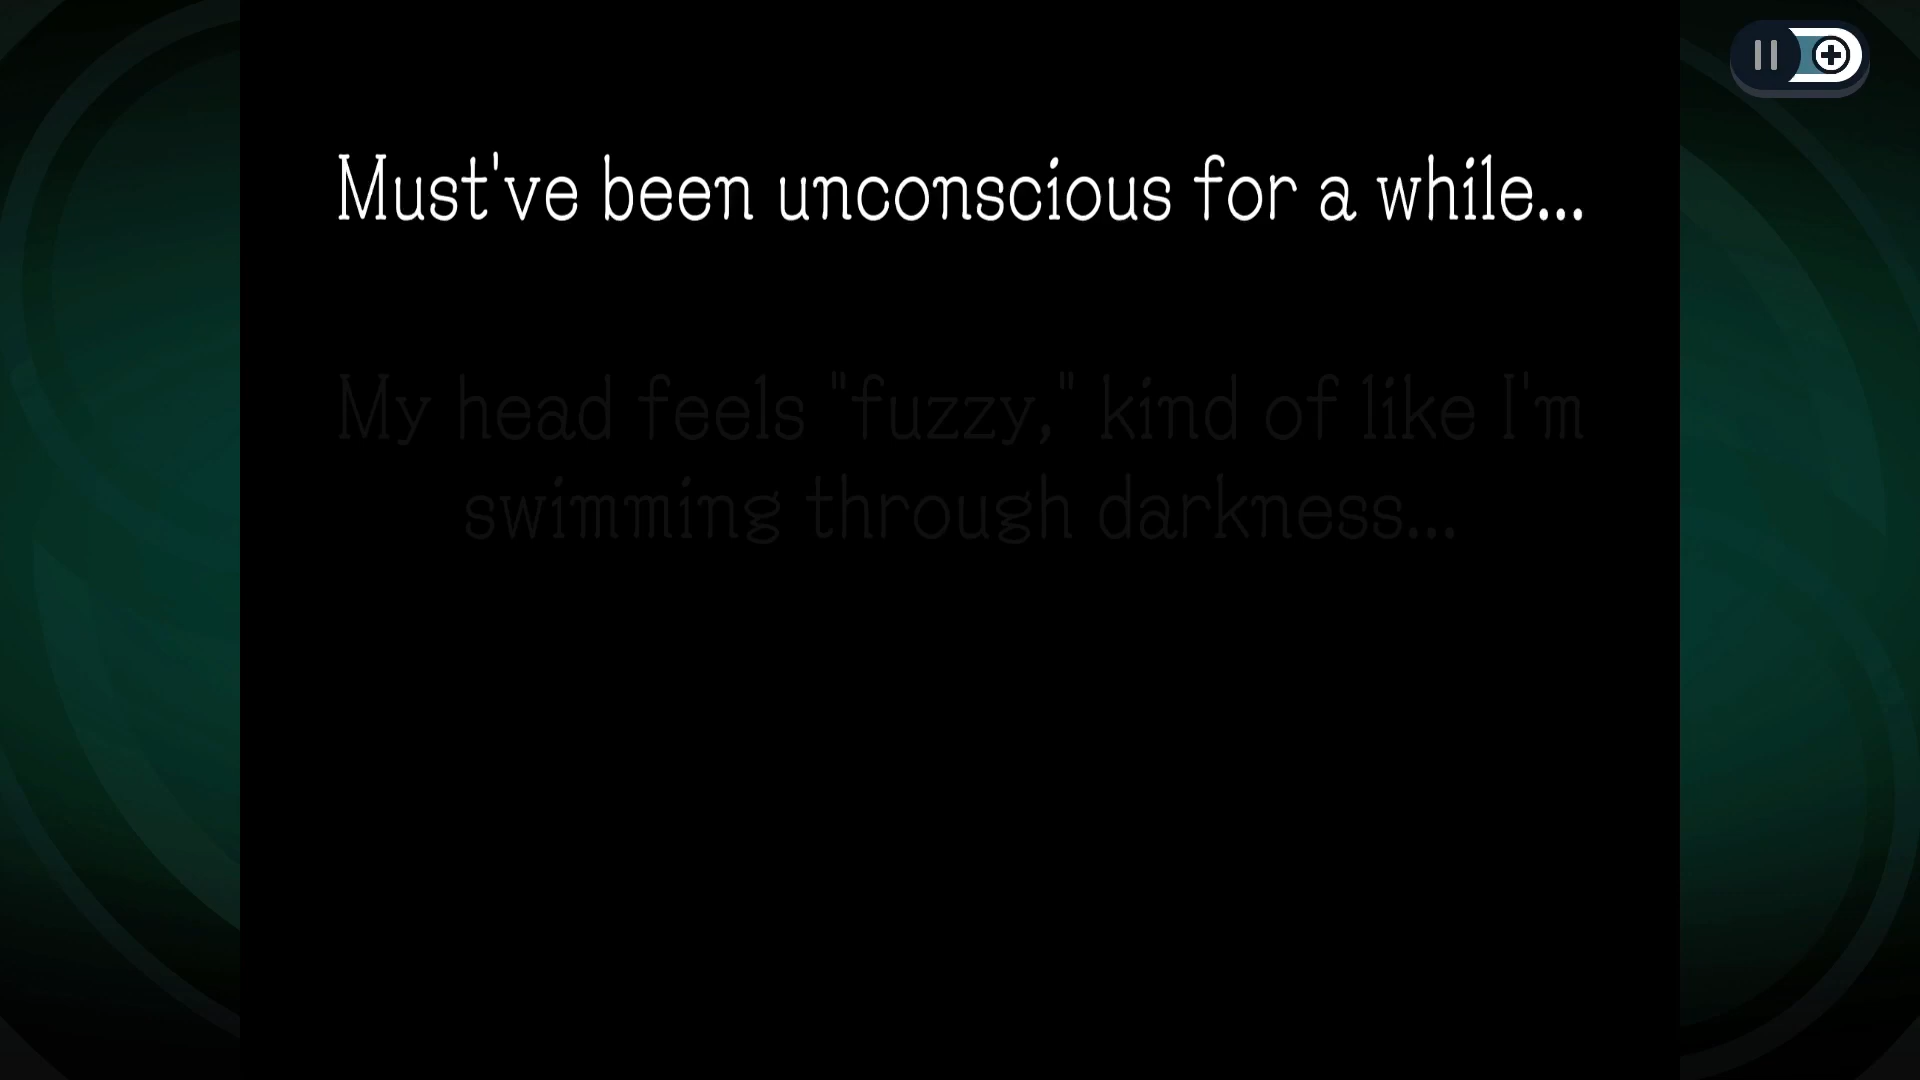 Must've been unconscious for a while...
My head feels "fuzzy," kind of like I'm
swimming through darkness...